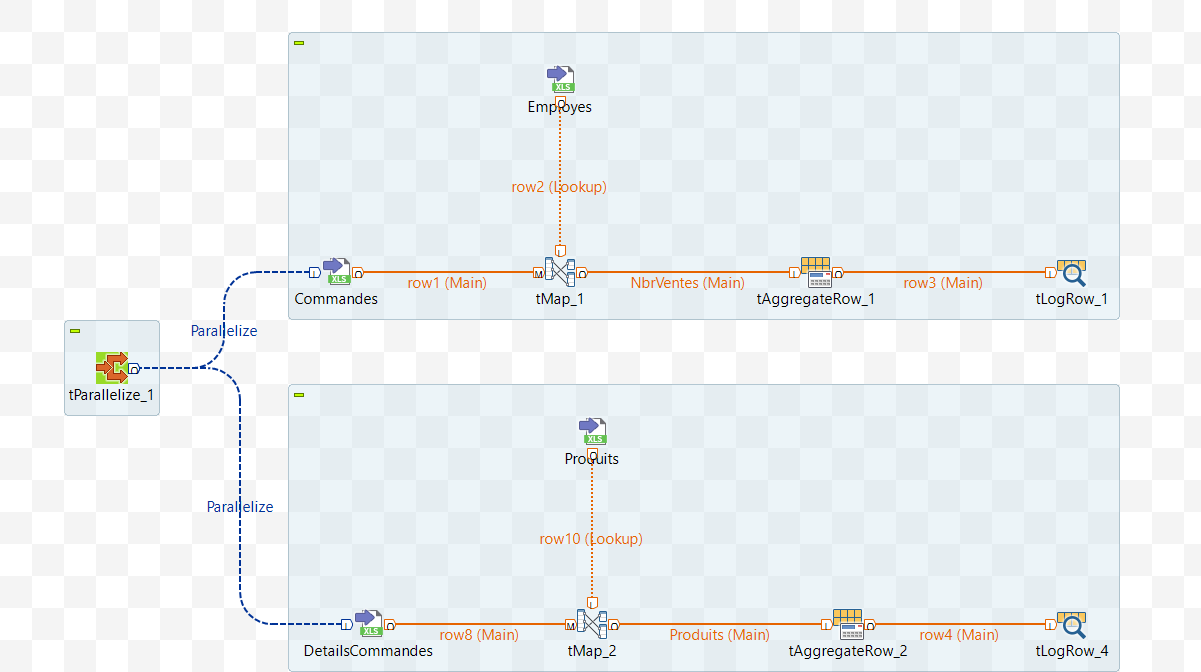 XLS
Employes
row2 (Lookup)
XLS
Commandes
row1 (Main)
tMap_1
NbrVentes (Main)
tAggregateRow_1
row3 (Main)
tLogRow_1
Parallelize
tParallelize_1
XLS
Produits
Parallelize
row10 (Lookup)
XLS
DetailsCommandes
row8 (Main)
tMap_2
Produits (Main)
tAggregateRow_2
row4 (Main)
tLogRow_4